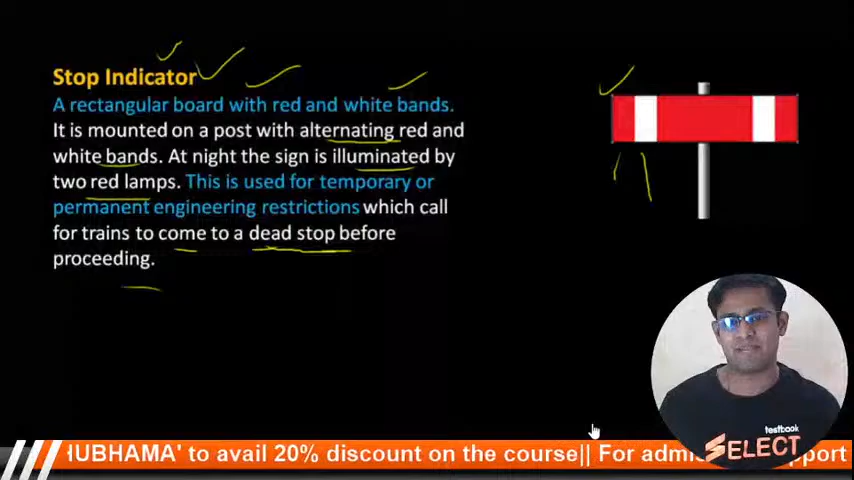 Stop Indicator
A rectangular board with red and white bands.
It is mounted on a post with alternating red and
white bands. At night the sign is illuminated by
two red lamps. This is used for temporary or
permanent engineering restrictions which call
for trains to come to a dead stop before
proceeding.
testbook
SELECT
HUBHAMA' to avail 20% discount on the course|| For support